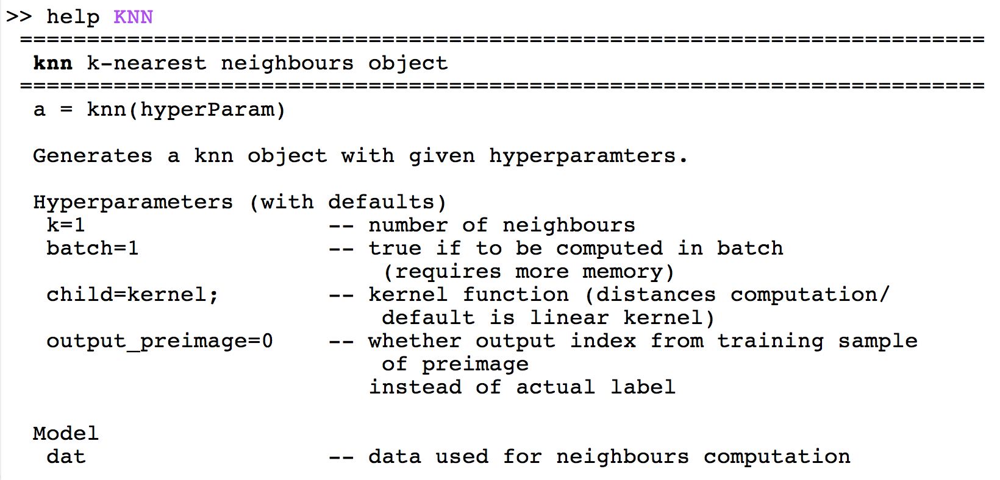 >> help KNN
========================================================================
knn k-nearest neighbours object
========================================================================
a = knn(hyperParam)
Generates a knn object with given hyperparamters.
Hyperparameters (with defaults)
k=1 -- number of neighbours
batch=1 -- true if to be computed in batch
(requires more memory)
child=kernel; -- kernel function (distances computation/
default is linear kernel)
output_preimage=0 -- whether output index from training sample
of preimage
instead of actual label
Model
dat -- data used for neighbours computation